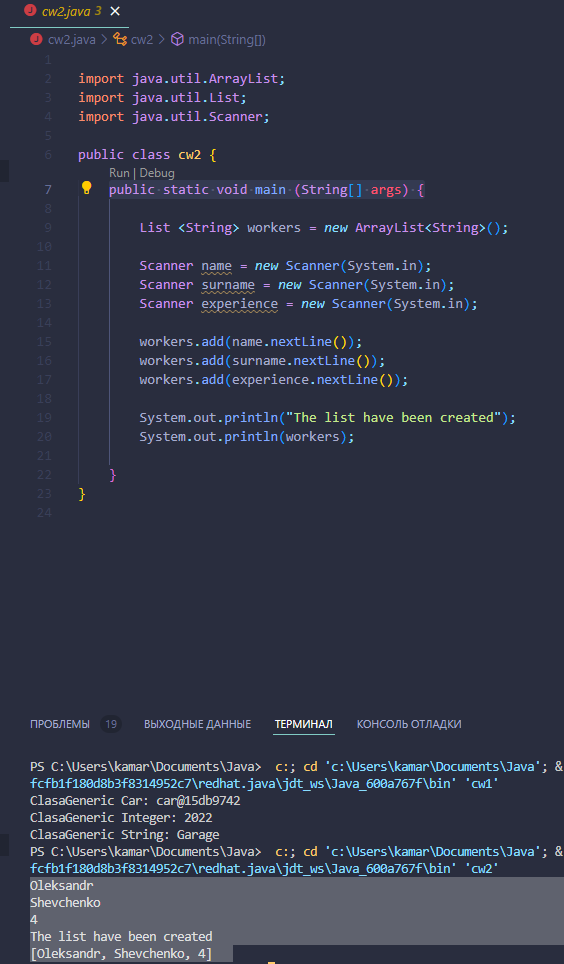 cw2.java 3
cw2.java > cw2 > main(String[])
1
2 import java.util.ArrayList;
3 import java.util.List;
4 import java.util.Scanner;
5
6 public class cw2 {
Run | Debug
7 public static void main (String[] args) {
8
9 List <String> workers = new ArrayList<String>();
10
11 Scanner name = new Scanner(System.in);
12 Scanner surname = new Scanner(System.in);
13 Scanner experience = new Scanner(System.in);
14
15 workers.add(name.nextLine());
16 workers.add(surname.nextLine());
17 workers.add(experience.nextLine());
18
19 System.out.println("The list have been created");
20 System.out.println(workers);
21
22 }
23 }
24
ПРОБЛЕМЫ 19 ВЫХОДНЫЕ ДАННЫЕ ТЕРМИНАЛ КОНСОЛЬ ОТЛАДКИ
PS C:\Users\kamar\Documents\Java> c:; cd 'c:\Users\kamar\Documents\Java'; &
fcfb1f180d8b3f8314952c7\redhat.java\jdt_ws\Java_600a767f\bin' 'cw1'
ClasaGeneric Car: car@15db9742
ClasaGeneric Integer: 2022
ClasaGeneric String: Garage
PS C:\Users\kamar\Documents\Java> c:; cd 'c:\Users\kamar\Documents\Java'; &
fcfb1f180d8b3f8314952c7\redhat.java\jdt_ws\Java_600a767f\bin' 'cw2'
Oleksandr
Shevchenko
4
The list have been created
[Oleksandr, Shevchenko, 4]